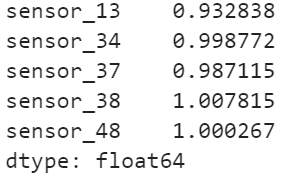 sensor_13    0.932838
sensor_34    0.998772
sensor_37    0.987115
sensor_38    1.007815
sensor_48    1.000267
dtype: float64